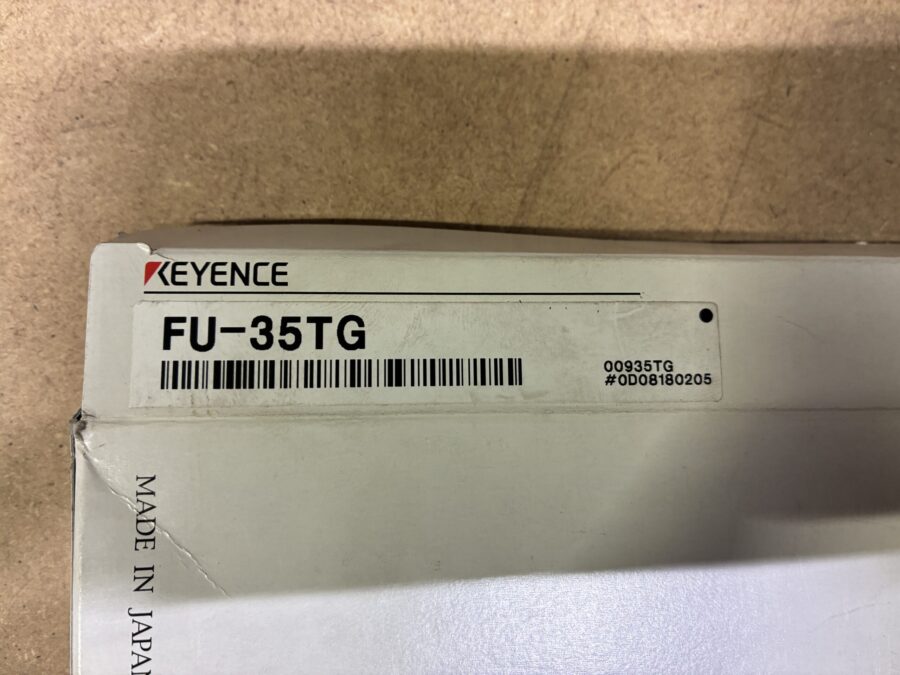 KEYENCE
FU-35TG
00935TG
#0D08180205
MADE IN JAPAN